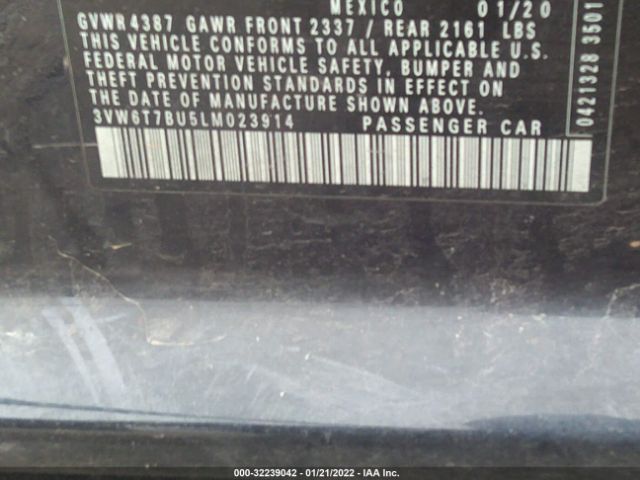 MEXICO 01/20
GVWR 4387 GAWR FRONT 2337 / REAR 2161 LBS
THIS VEHICLE CONFORMS TO ALL APPLICABLE U.S.
FEDERAL MOTOR VEHICLE SAFETY, BUMPER AND
THEFT PREVENTION STANDARDS IN EFFECT ON
THE DATE OF MANUFACTURE SHOWN ABOVE.
3VW6T7BU5LM023914 PASSENGER CAR
0421328 3501
000-32239042 - 01/21/2022 - IAA Inc.